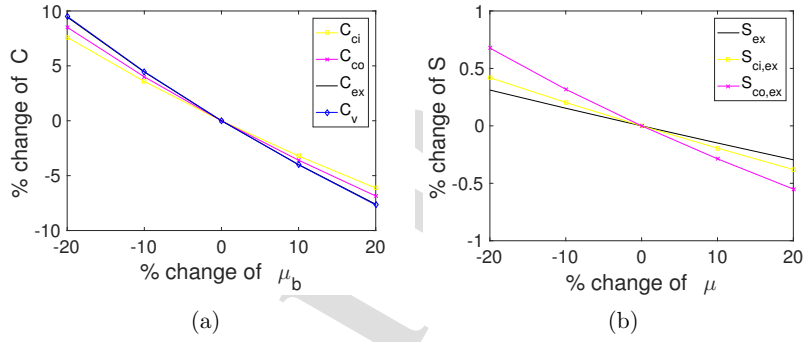 10
5
0
-5
-10
% change of C
-20 -10 0 10 20
% change of μ_b
C_ci
C_co
C_ex
C_v
(a)
1
0.5
0
-0.5
-1
% change of S
-20 -10 0 10 20
% change of μ
S_ex
S_ci,ex
S_co,ex
(b)